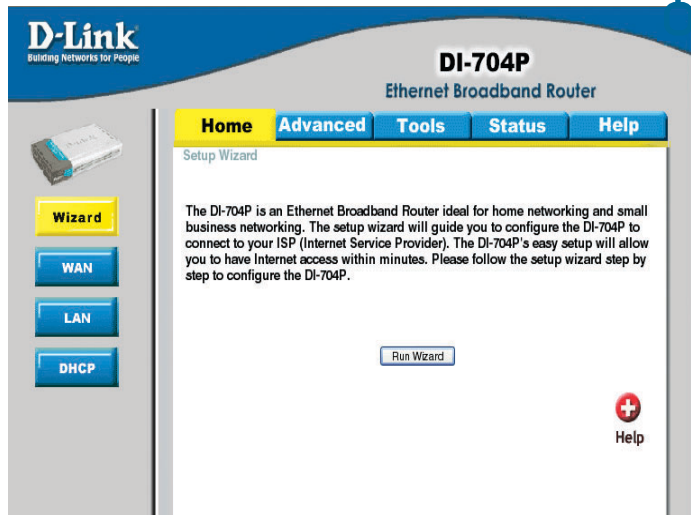 D-Link
Building Networks for People
DI-704P
Ethernet Broadband Router
Home
Advanced
Tools
Status
Help
Setup Wizard
Wizard
WAN
LAN
DHCP
The DI-704P is an Ethernet Broadband Router ideal for home networking and small
business networking. The setup wizard will guide you to configure the DI-704P to
connect to your ISP (Internet Service Provider). The DI-704P's easy setup will allow
you to have Internet access within minutes. Please follow the setup wizard step by
step to configure the DI-704P.
Run Wizard
Help